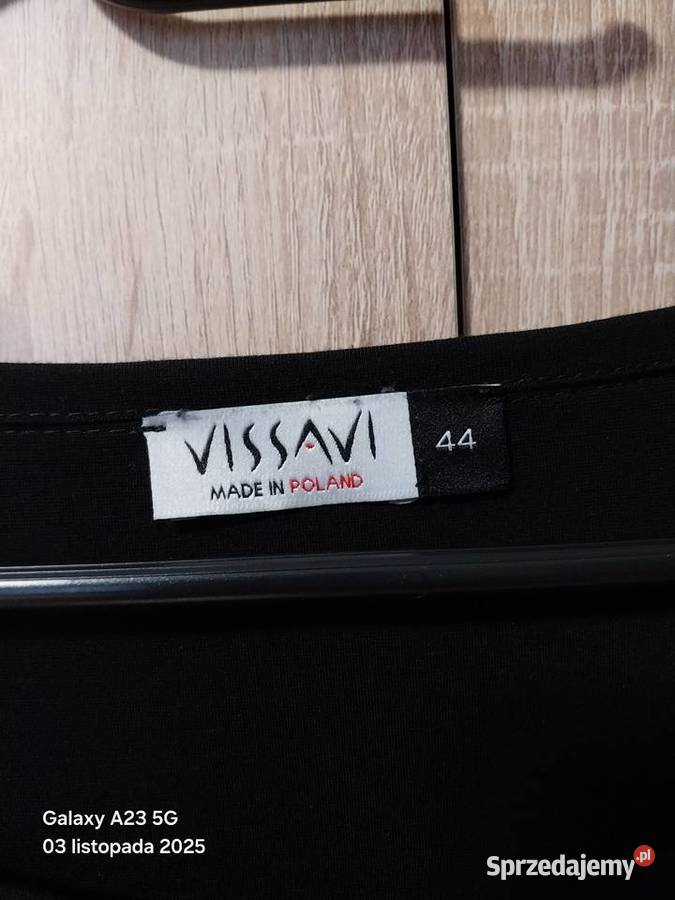 VISSAVI
MADE IN POLAND
44
Galaxy A23 5G
03 listopada 2025
Sprzedajemy.pl